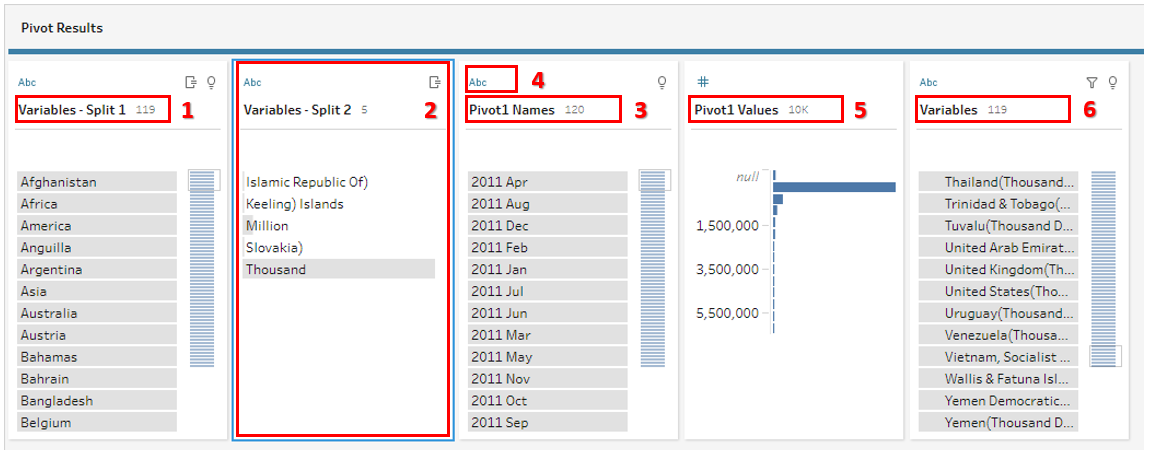 Pivot Results
Abc
Variables - Split 1 119
1
Afghanistan
Africa
America
Anguilla
Argentina
Asia
Australia
Austria
Bahamas
Bahrain
Bangladesh
Belgium
Abc
Variables - Split 2 5
2
Islamic Republic Of)
Keeling) Islands
Million
Slovakia)
Thousand
Abc
4
Pivot1 Names 120
3
2011 Apr
2011 Aug
2011 Dec
2011 Feb
2011 Jan
2011 Jul
2011 Jun
2011 Mar
2011 May
2011 Nov
2011 Oct
2011 Sep
#
Pivot1 Values 10K
5
null
1,500,000
3,500,000
5,500,000
Abc
Variables 119
6
Thailand(Thousand...
Trinidad & Tobago(...
Tuvalu(Thousand D...
United Arab Emirat...
United Kingdom(Th...
United States(Tho...
Uruguay(Thousand...
Venezuela(Thousa...
Vietnam, Socialist ...
Wallis & Fatuna Isl...
Yemen Democratic...
Yemen(Thousand D...